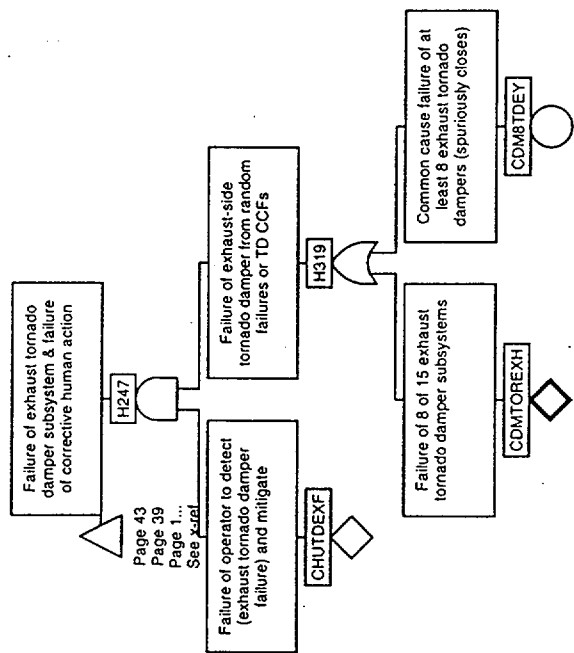 Failure of exhaust tornado
damper subsystem & failure
of corrective human action
H247
Page 43
Page 39
Page 1...
See x-ref
Failure of operator to detect
(exhaust tornado damper
failure) and mitigate
CHUTDEXF
Failure of exhaust-side
tornado damper from random
failures or TD CCFs
H319
Failure of 8 of 15 exhaust
tornado damper subsystems
CDMTOREXH
Common cause failure of at
least 8 exhaust tornado
dampers (spuriously closes)
CDM8TDEY